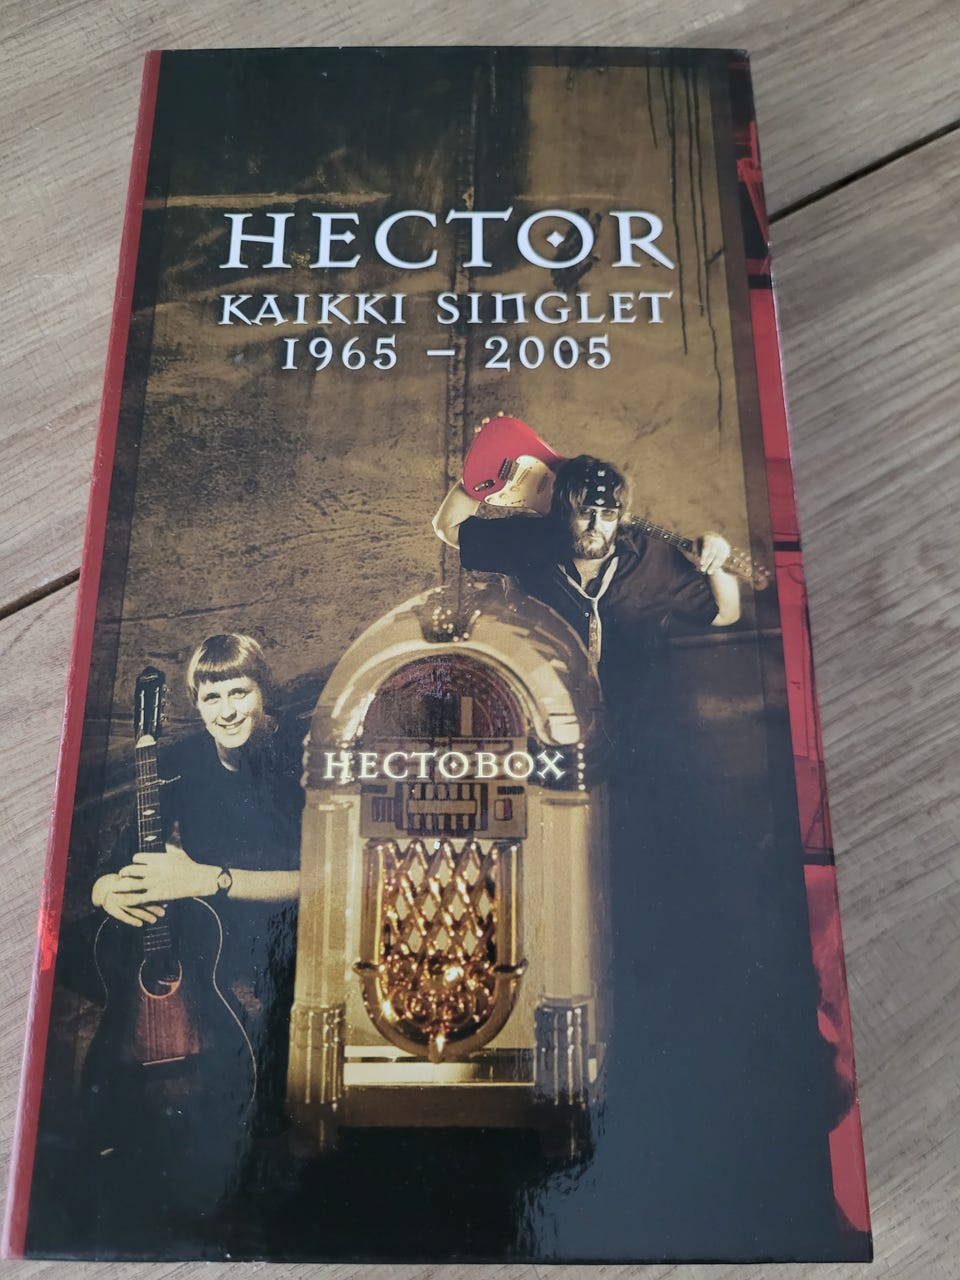 HECTOR
KAIKKI SINGLET
1965 – 2005
HECTOBOX